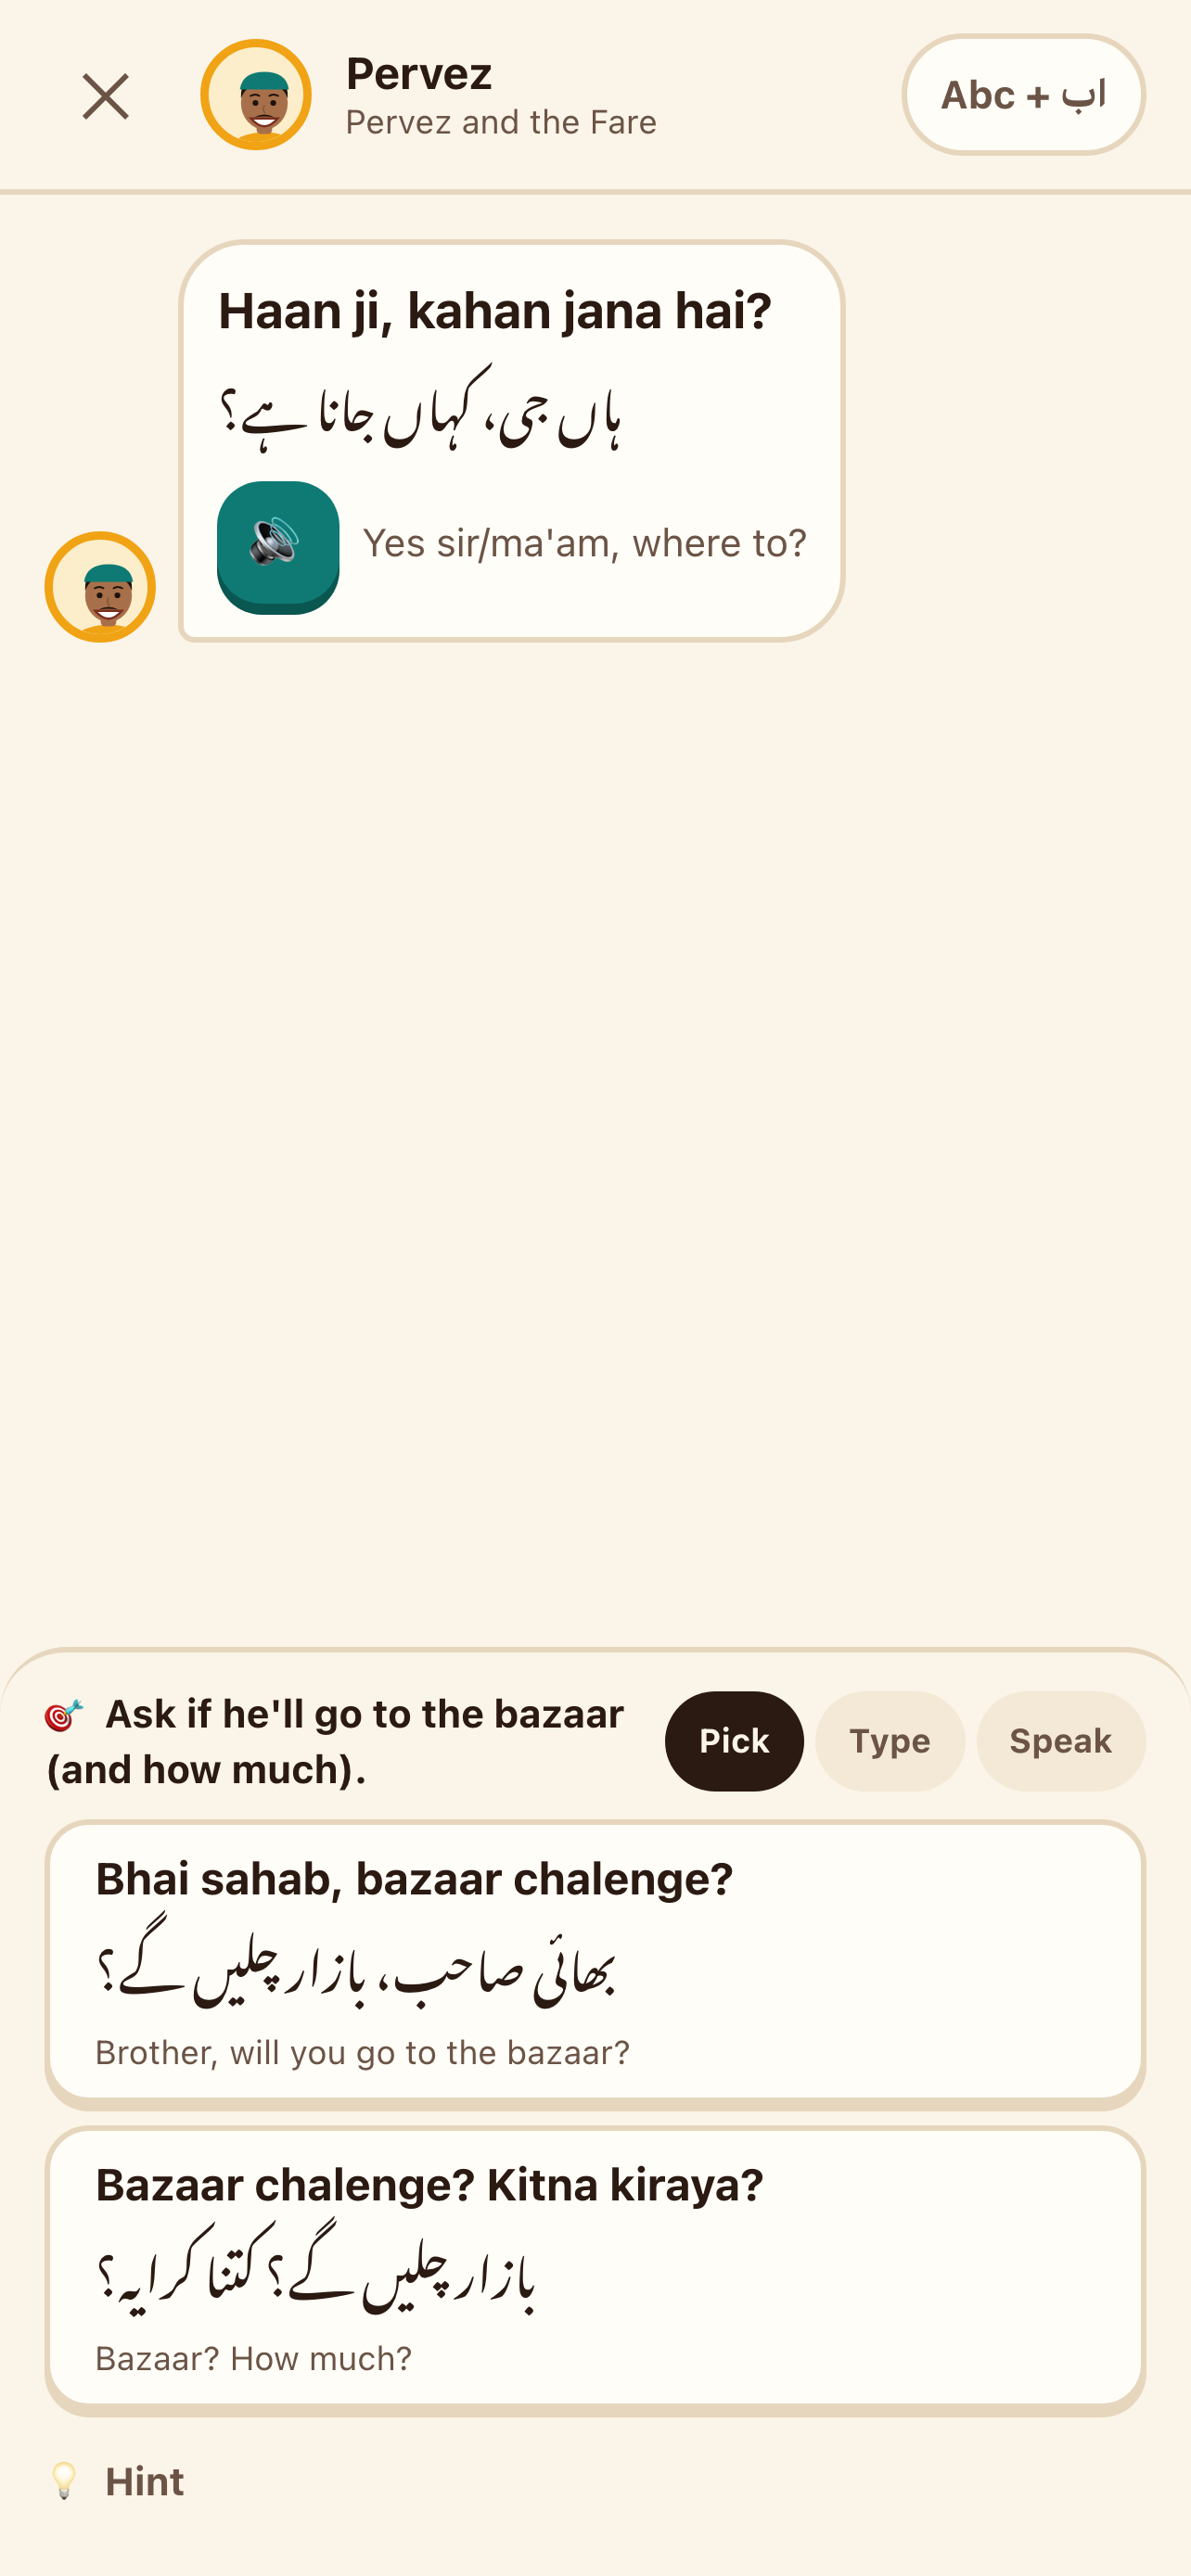 Pervez
Pervez and the Fare
Abc + اب
Haan ji, kahan jana hai?
ہاں جی، کہاں جانا ہے؟
Yes sir/ma'am, where to?
Ask if he'll go to the bazaar
(and how much).
Pick
Type
Speak
Bhai sahab, bazaar chalenge?
بھائی صاحب، بازار چلیں گے؟
Brother, will you go to the bazaar?
Bazaar chalenge? Kitna kiraya?
بازار چلیں گے؟ کتنا کرایہ؟
Bazaar? How much?
Hint